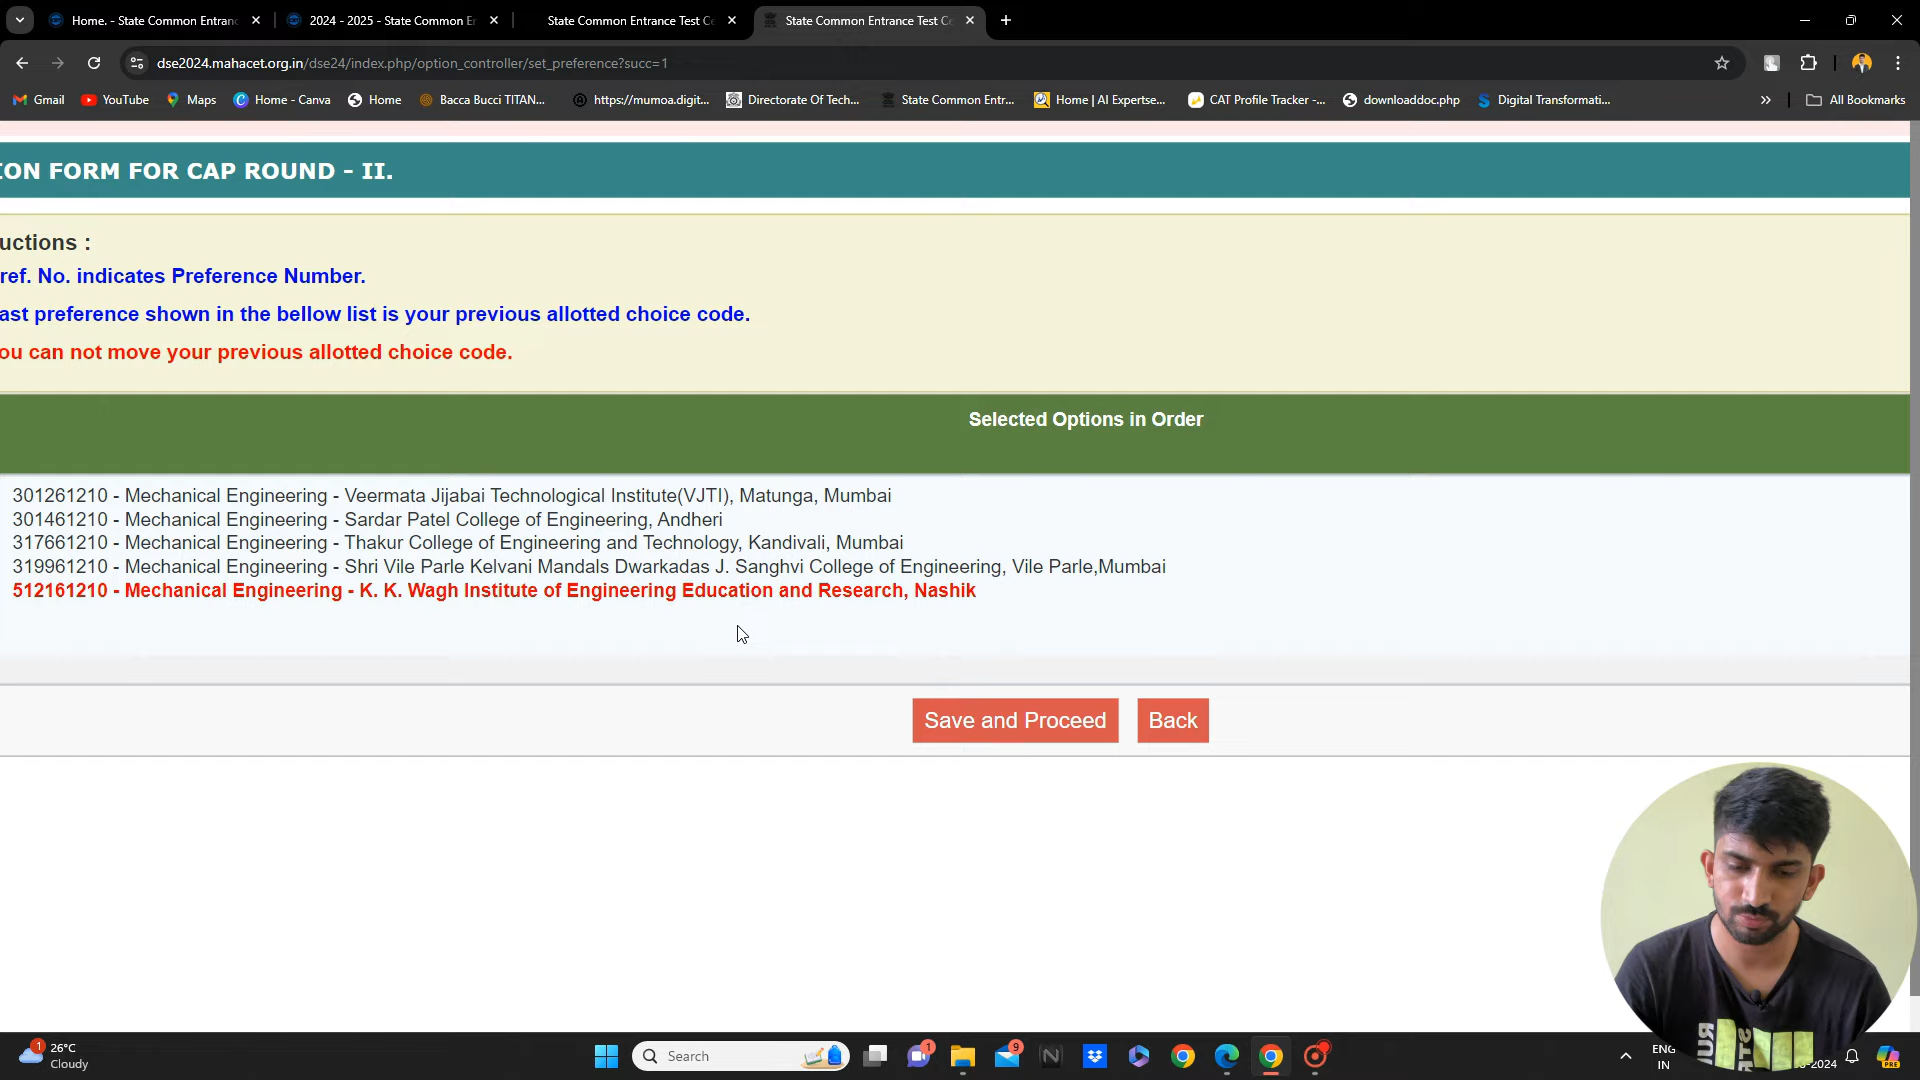 Home. - State Common Entranc
2024 - 2025 - State Common E
State Common Entrance Test Ce
State Common Entrance Test Ce
dse2024.mahacet.org.in/dse24/index.php/option_controller/set_preference?succ=1
Gmail
YouTube
Maps
Home - Canva
Home
Bacca Bucci TITAN...
https://mumoa.digit...
Directorate Of Tech...
State Common Entr...
Home | AI Expertse...
CAT Profile Tracker -...
downloaddoc.php
Digital Transformati...
All Bookmarks
ION FORM FOR CAP ROUND - II.
uctions :
ref. No. indicates Preference Number.
ast preference shown in the bellow list is your previous allotted choice code.
ou can not move your previous allotted choice code.
Selected Options in Order
301261210 - Mechanical Engineering - Veermata Jijabai Technological Institute(VJTI), Matunga, Mumbai
301461210 - Mechanical Engineering - Sardar Patel College of Engineering, Andheri
317661210 - Mechanical Engineering - Thakur College of Engineering and Technology, Kandivali, Mumbai
319961210 - Mechanical Engineering - Shri Vile Parle Kelvani Mandals Dwarkadas J. Sanghvi College of Engineering, Vile Parle,Mumbai
512161210 - Mechanical Engineering - K. K. Wagh Institute of Engineering Education and Research, Nashik
Save and Proceed
Back
1
26°C
Cloudy
Search
1
9
ENG
IN
-2024
PRE